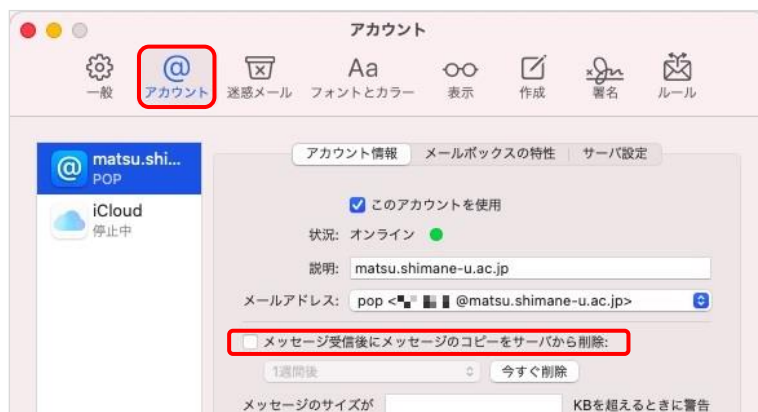 アカウント
一般 アカウント 迷惑メール フォントとカラー 表示 作成 署名 ルール
matsu.shi...
POP
iCloud
停止中
アカウント情報 メールボックスの特性 サーバ設定
このアカウントを使用
状況: オンライン
説明: matsu.shimane-u.ac.jp
メールアドレス: pop < @matsu.shimane-u.ac.jp>
メッセージ受信後にメッセージのコピーをサーバから削除:
1週間後 今すぐ削除
メッセージのサイズが KBを超えるときに警告